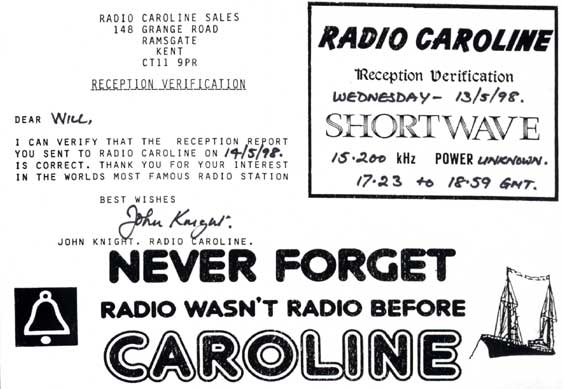 RADIO CAROLINE SALES
148 GRANGE ROAD
RAMSGATE
KENT
CT11 9PR
RECEPTION VERIFICATION
DEAR Will,
I CAN VERIFY THAT THE RECEPTION REPORT
YOU SENT TO RADIO CAROLINE ON 14/5/98.
IS CORRECT. THANK YOU FOR YOUR INTEREST
IN THE WORLDS MOST FAMOUS RADIO STATION
BEST WISHES
John Knight.
JOHN KNIGHT. RADIO CAROLINE.
RADIO CAROLINE
Reception Verification
WEDNESDAY - 13/5/98.
SHORTWAVE
15.200 kHz POWER UNKNOWN.
17.23 to 18.59 GMT.
NEVER FORGET
RADIO WASN'T RADIO BEFORE
CAROLINE